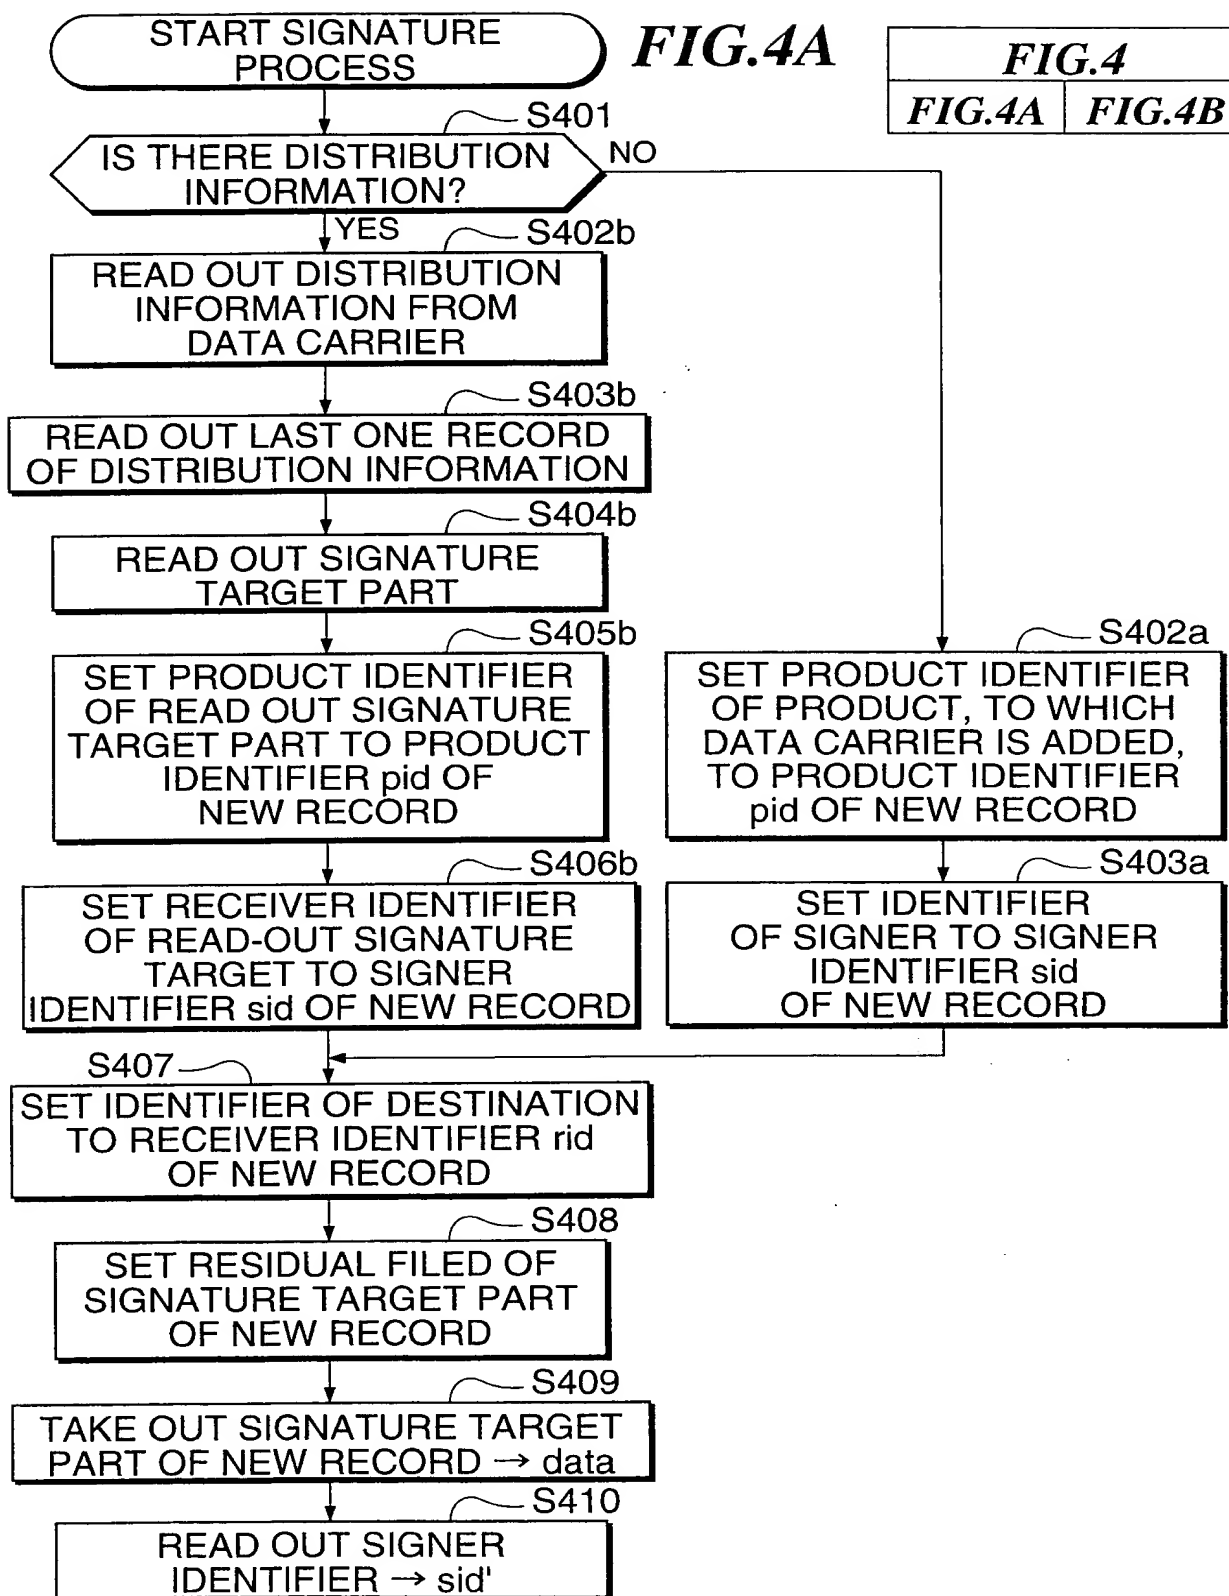 START SIGNATURE
PROCESS
FIG.4A
FIG.4
FIG.4A
FIG.4B
S401
IS THERE DISTRIBUTION
INFORMATION?
NO
YES
S402b
READ OUT DISTRIBUTION
INFORMATION FROM
DATA CARRIER
S403b
READ OUT LAST ONE RECORD
OF DISTRIBUTION INFORMATION
S404b
READ OUT SIGNATURE
TARGET PART
S405b
SET PRODUCT IDENTIFIER
OF READ OUT SIGNATURE
TARGET PART TO PRODUCT
IDENTIFIER pid OF
NEW RECORD
S402a
SET PRODUCT IDENTIFIER
OF PRODUCT, TO WHICH
DATA CARRIER IS ADDED,
TO PRODUCT IDENTIFIER
pid OF NEW RECORD
S406b
SET RECEIVER IDENTIFIER
OF READ-OUT SIGNATURE
TARGET TO SIGNER
IDENTIFIER sid OF NEW RECORD
S403a
SET IDENTIFIER
OF SIGNER TO SIGNER
IDENTIFIER sid
OF NEW RECORD
S407
SET IDENTIFIER OF DESTINATION
TO RECEIVER IDENTIFIER rid
OF NEW RECORD
S408
SET RESIDUAL FILED OF
SIGNATURE TARGET PART
OF NEW RECORD
S409
TAKE OUT SIGNATURE TARGET
PART OF NEW RECORD → data
S410
READ OUT SIGNER
IDENTIFIER → sid'